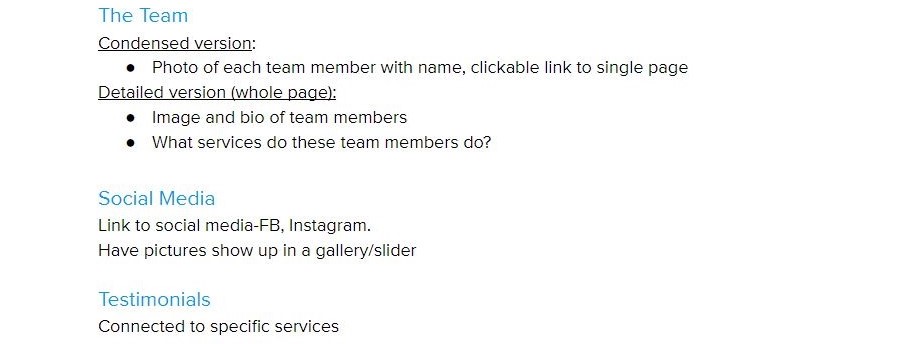 The Team
Condensed version:
● Photo of each team member with name, clickable link to single page
Detailed version (whole page):
● Image and bio of team members
● What services do these team members do?
Social Media
Link to social media-FB, Instagram.
Have pictures show up in a gallery/slider
Testimonials
Connected to specific services